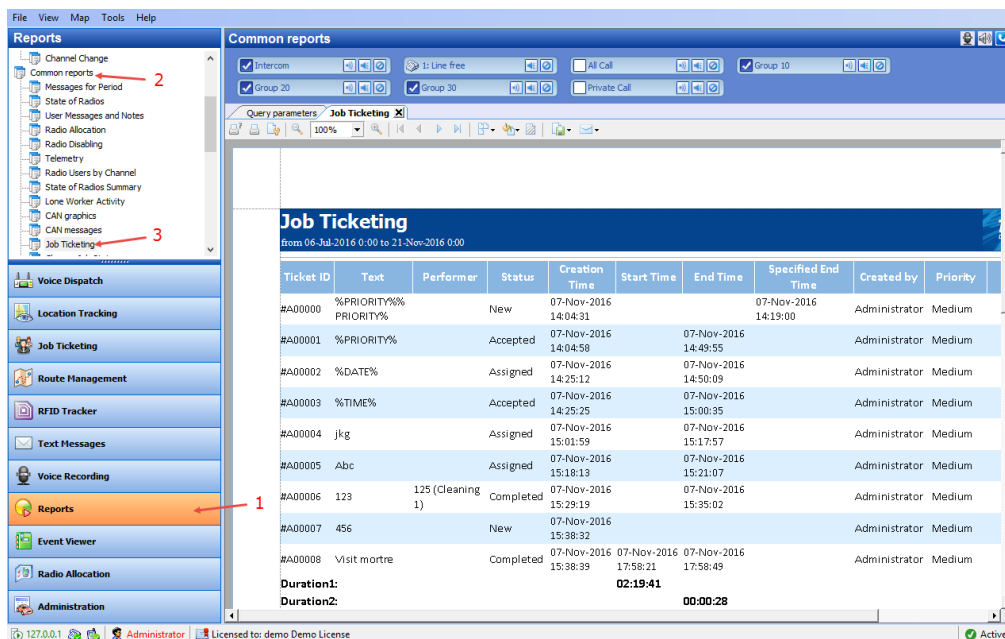 File View Map Tools Help
Reports
Channel Change
Common reports
2
Messages for Period
State of Radios
User Messages and Notes
Radio Allocation
Radio Disabling
Telemetry
Radio Users by Channel
State of Radios Summary
Lone Worker Activity
CAN graphics
CAN messages
Job Ticketing
3
Voice Dispatch
Location Tracking
Job Ticketing
Route Management
RFID Tracker
Text Messages
Voice Recording
Reports
1
Event Viewer
Radio Allocation
Administration
Common reports
Intercom 1: Line free All Call Group 10
Group 20 Group 30 Private Call
Query parameters Job Ticketing
100%
Job Ticketing
from 06-Jul-2016 0:00 to 21-Nov-2016 0:00
Ticket ID Text Performer Status Creation Time Start Time End Time Specified End Time Created by Priority
#A00000 %PRIORITY%% PRIORITY% New 07-Nov-2016 14:04:31 07-Nov-2016 14:19:00 Administrator Medium
#A00001 %PRIORITY% Accepted 07-Nov-2016 14:04:58 07-Nov-2016 14:49:55 Administrator Medium
#A00002 %DATE% Assigned 07-Nov-2016 14:25:12 07-Nov-2016 14:50:09 Administrator Medium
#A00003 %TIME% Accepted 07-Nov-2016 14:25:25 07-Nov-2016 15:00:35 Administrator Medium
#A00004 jkg Assigned 07-Nov-2016 15:01:59 07-Nov-2016 15:17:57 Administrator Medium
#A00005 Abc Assigned 07-Nov-2016 15:18:13 07-Nov-2016 15:21:07 Administrator Medium
#A00006 123 125 (Cleaning 1) Completed 07-Nov-2016 15:29:19 07-Nov-2016 15:35:02 Administrator Medium
#A00007 456 New 07-Nov-2016 15:38:32 Administrator Medium
#A00008 Visit mortre Completed 07-Nov-2016 15:38:39 07-Nov-2016 17:58:21 07-Nov-2016 17:58:49 Administrator Medium
Duration1: 02:19:41
Duration2: 00:00:28
127.0.0.1 Administrator Licensed to: demo Demo License Active